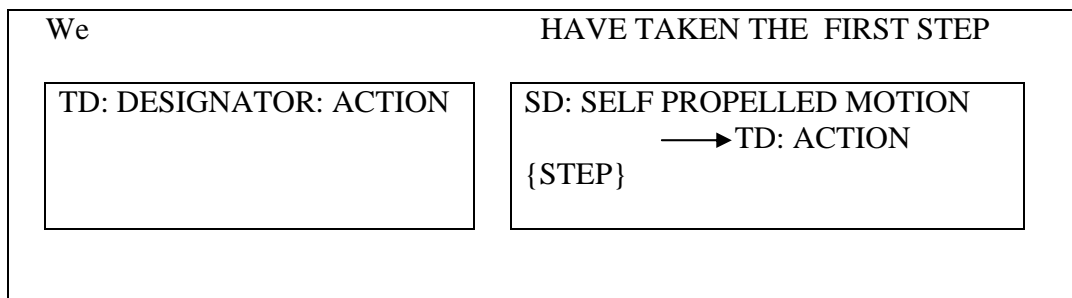 We HAVE TAKEN THE FIRST STEP
TD: DESIGNATOR: ACTION
SD: SELF PROPELLED MOTION
TD: ACTION
{STEP}